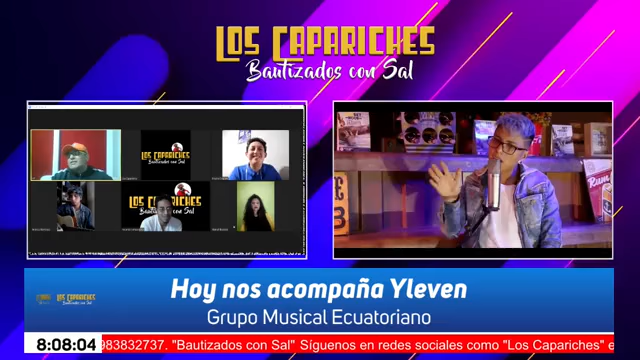 LOS CAPARICHES
Bautizados con Sal
LOS CAPARICHES
LOS CAPARICHES
Bautizados con Sal
Hoy nos acompaña Yleven
LOS CAPARICHES
Bautizados con Sal
Grupo Musical Ecuatoriano
8:08:04
983832737. "Bautizados con Sal" Síguenos en redes sociales como "Los Capariches" e